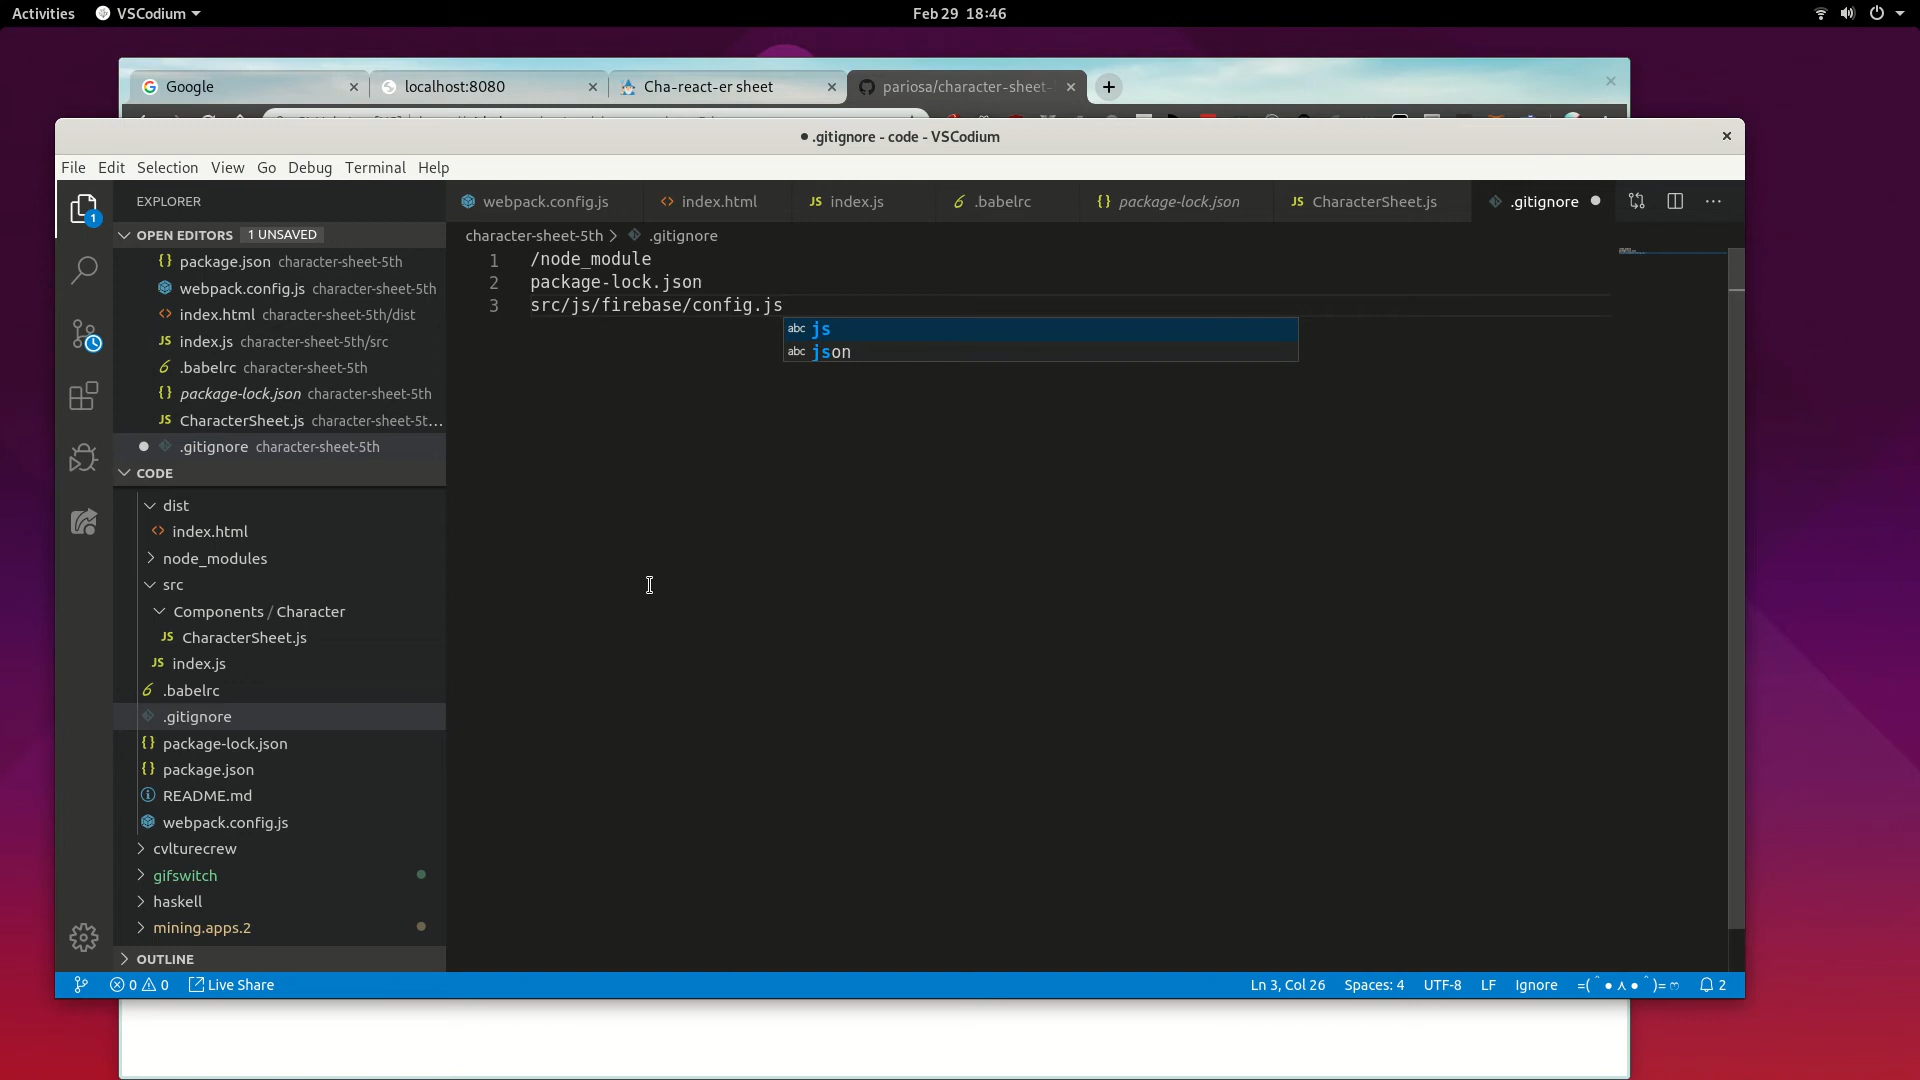 Activities VSCodium Feb 29 18:46
Google localhost:8080 Cha-react-er sheet pariosa/character-sheet-
.gitignore - code - VSCodium
File Edit Selection View Go Debug Terminal Help
EXPLORER
webpack.config.js index.html index.js .babelrc package-lock.json CharacterSheet.js .gitignore
OPEN EDITORS 1 UNSAVED
package.json character-sheet-5th
webpack.config.js character-sheet-5th
index.html character-sheet-5th/dist
index.js character-sheet-5th/src
.babelrc character-sheet-5th
package-lock.json character-sheet-5th
CharacterSheet.js character-sheet-5t...
.gitignore character-sheet-5th
CODE
dist
index.html
node_modules
src
Components / Character
CharacterSheet.js
index.js
.babelrc
.gitignore
package-lock.json
package.json
README.md
webpack.config.js
cvlturecrew
gifswitch
haskell
mining.apps.2
OUTLINE
character-sheet-5th > .gitignore
1 /node_module
2 package-lock.json
3 src/js/firebase/config.js
abc js
abc json
1
0 0 Live Share Ln 3, Col 26 Spaces: 4 UTF-8 LF Ignore 2